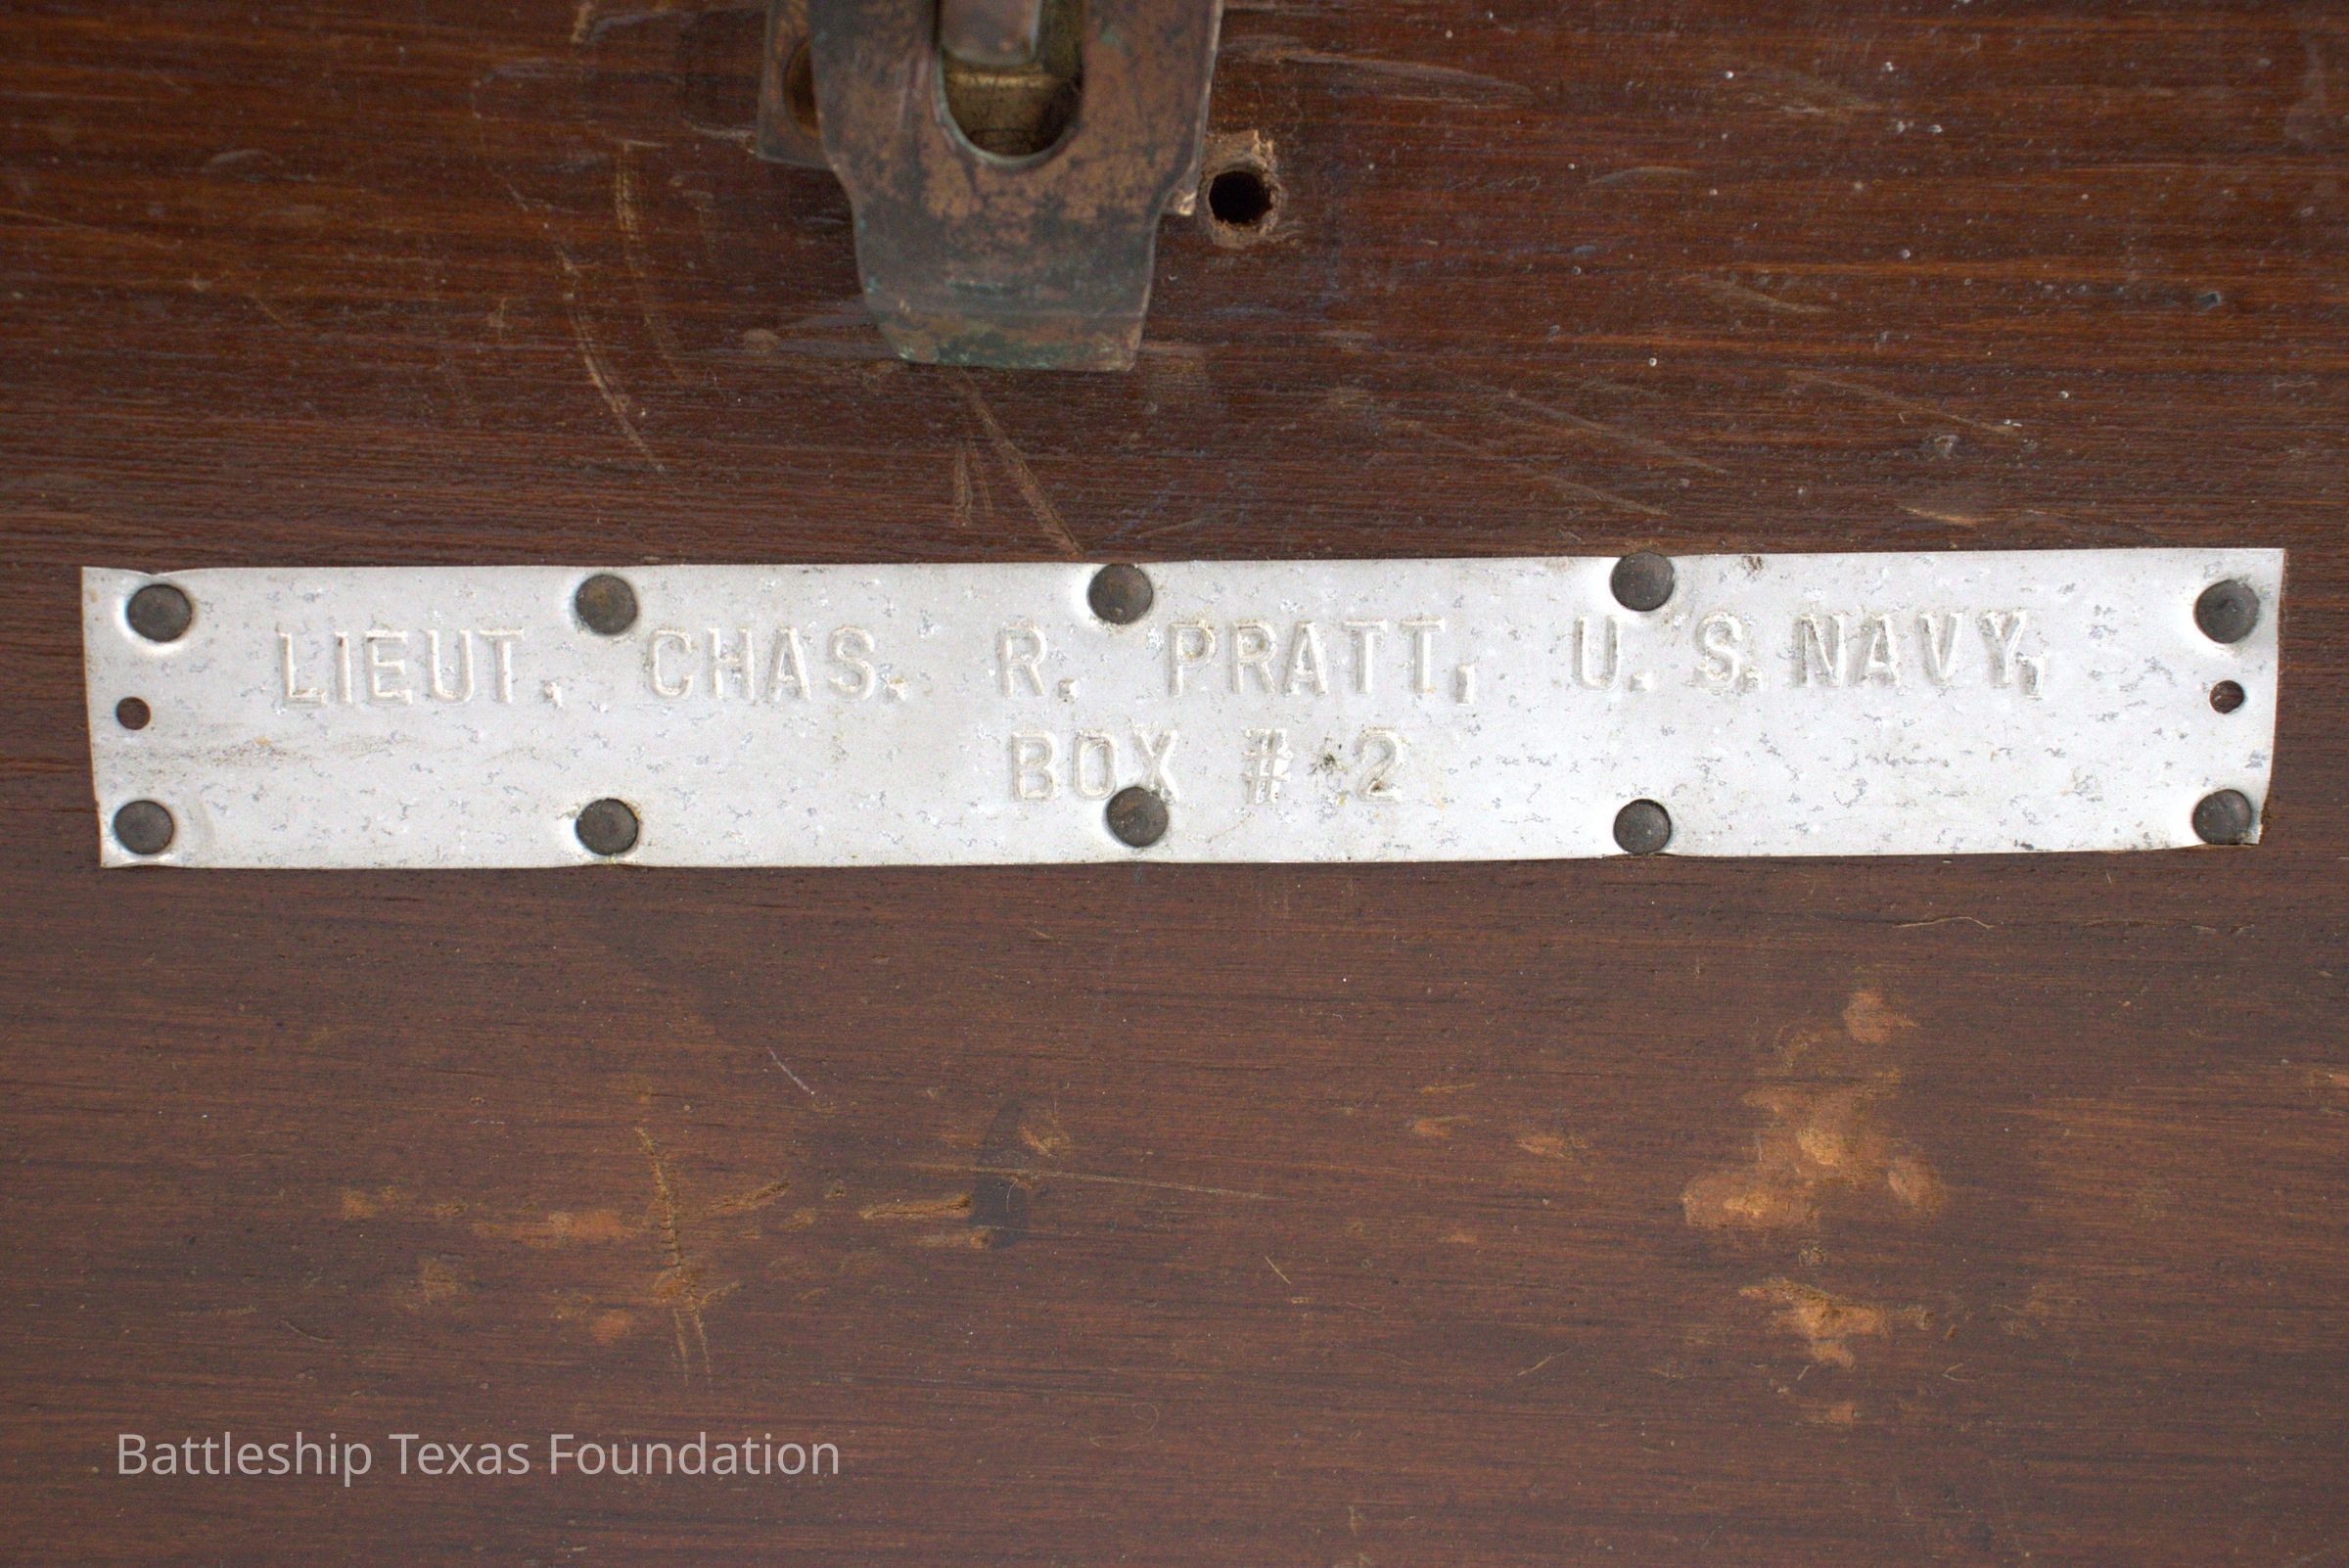 LIEUT. CHAS. R. PRATT, U.S.NAVY,
BOX # 2
Battleship Texas Foundation